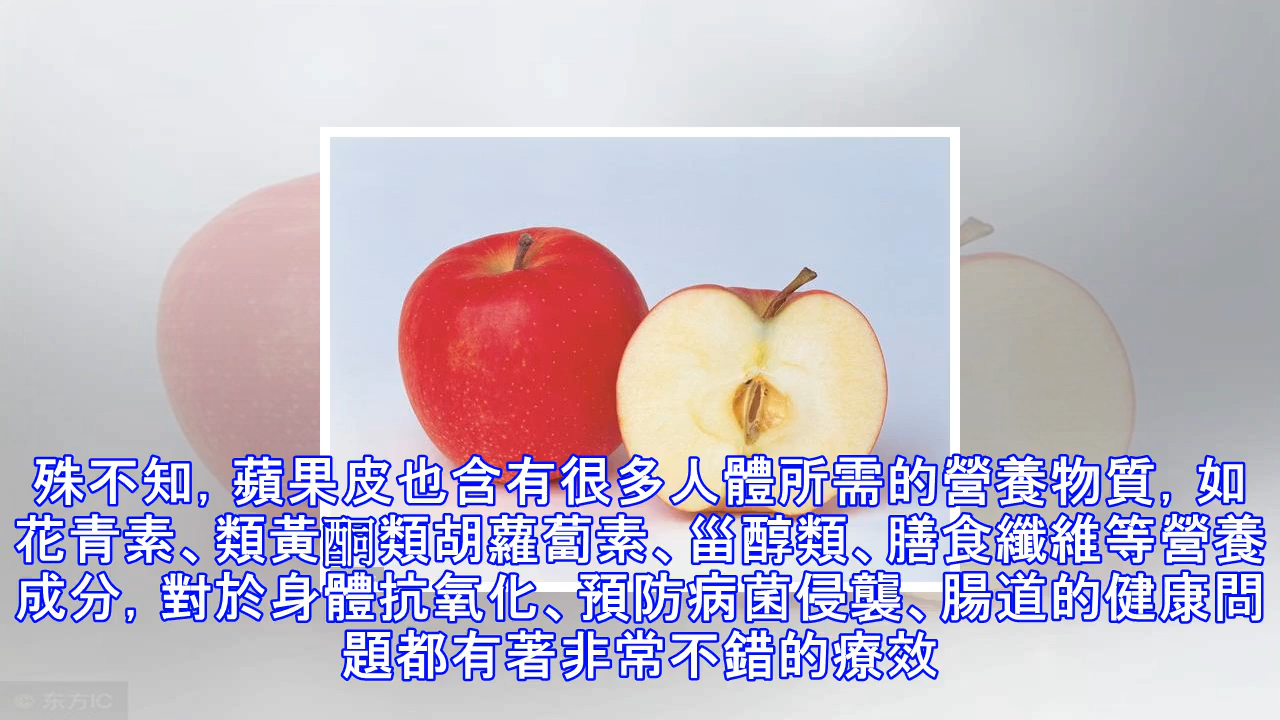 殊不知, 蘋果皮也含有很多人體所需的營養物質, 如
花青素、類黃酮類胡蘿蔔素、甾醇類、膳食纖維等營養
成分, 對於身體抗氧化、預防病菌侵襲、腸道的健康問
題都有著非常不錯的療效
© 东方IC